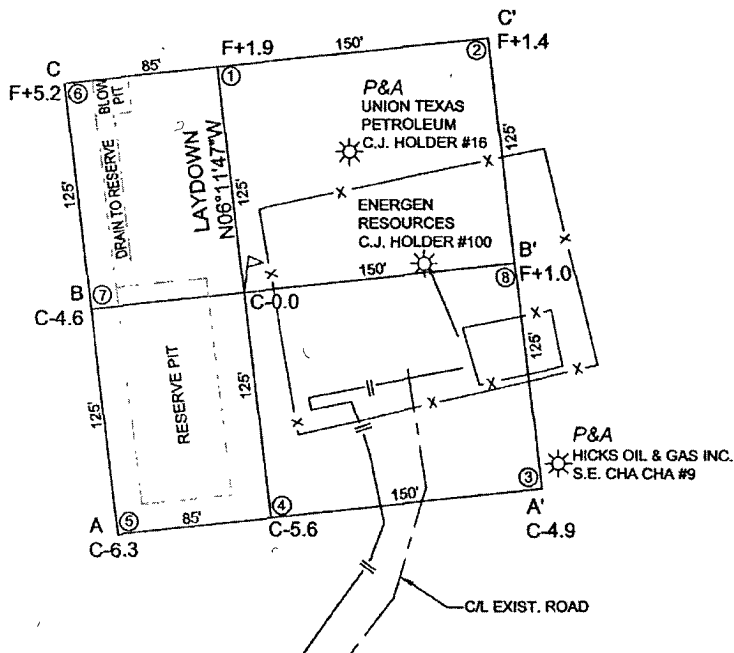 C'
150'
F+1.9
②
F+1.4
C
85'
①
⑥
F+5.2
BLOW
PIT
P&A
UNION TEXAS
PETROLEUM
C.J. HOLDER #16
125'
LAYDOWN
N06°11'47"W
125'
125'
DRAIN TO RESERVE
ENERGEN
RESOURCES
C.J. HOLDER #100
B'
150'
⑧
F+1.0
B
⑦
C-0.0
C-4.6
125'
RESERVE PIT
125'
P&A
HICKS OIL & GAS INC.
S.E. CHA CHA #9
③
150'
A'
④
C-4.9
A
⑤
85'
C-5.6
C-6.3
C/L EXIST. ROAD